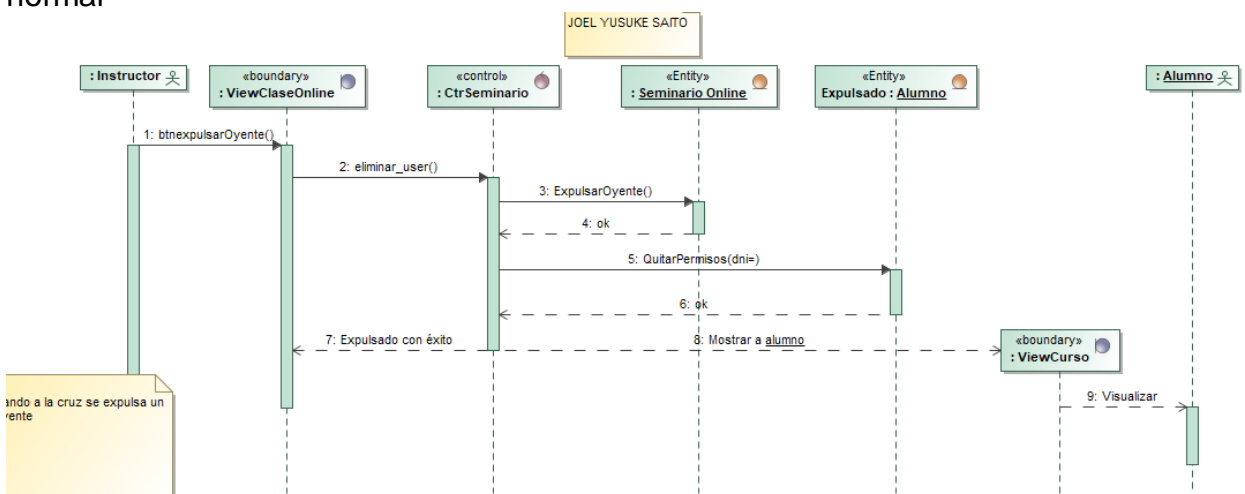 normal
JOEL YUSUKE SAITO
: Instructor
«boundary»
: ViewClaseOnline
«control»
: CtrSeminario
«Entity»
: Seminario Online
«Entity»
Expulsado : Alumno
: Alumno
1: btnexpulsarOyente()
2: eliminar_user()
3: ExpulsarOyente()
4: ok
5: QuitarPermisos(dni=)
6: ok
7: Expulsado con éxito
8: Mostrar a alumno
«boundary»
: ViewCurso
9: Visualizar
ando a la cruz se expulsa un
yente